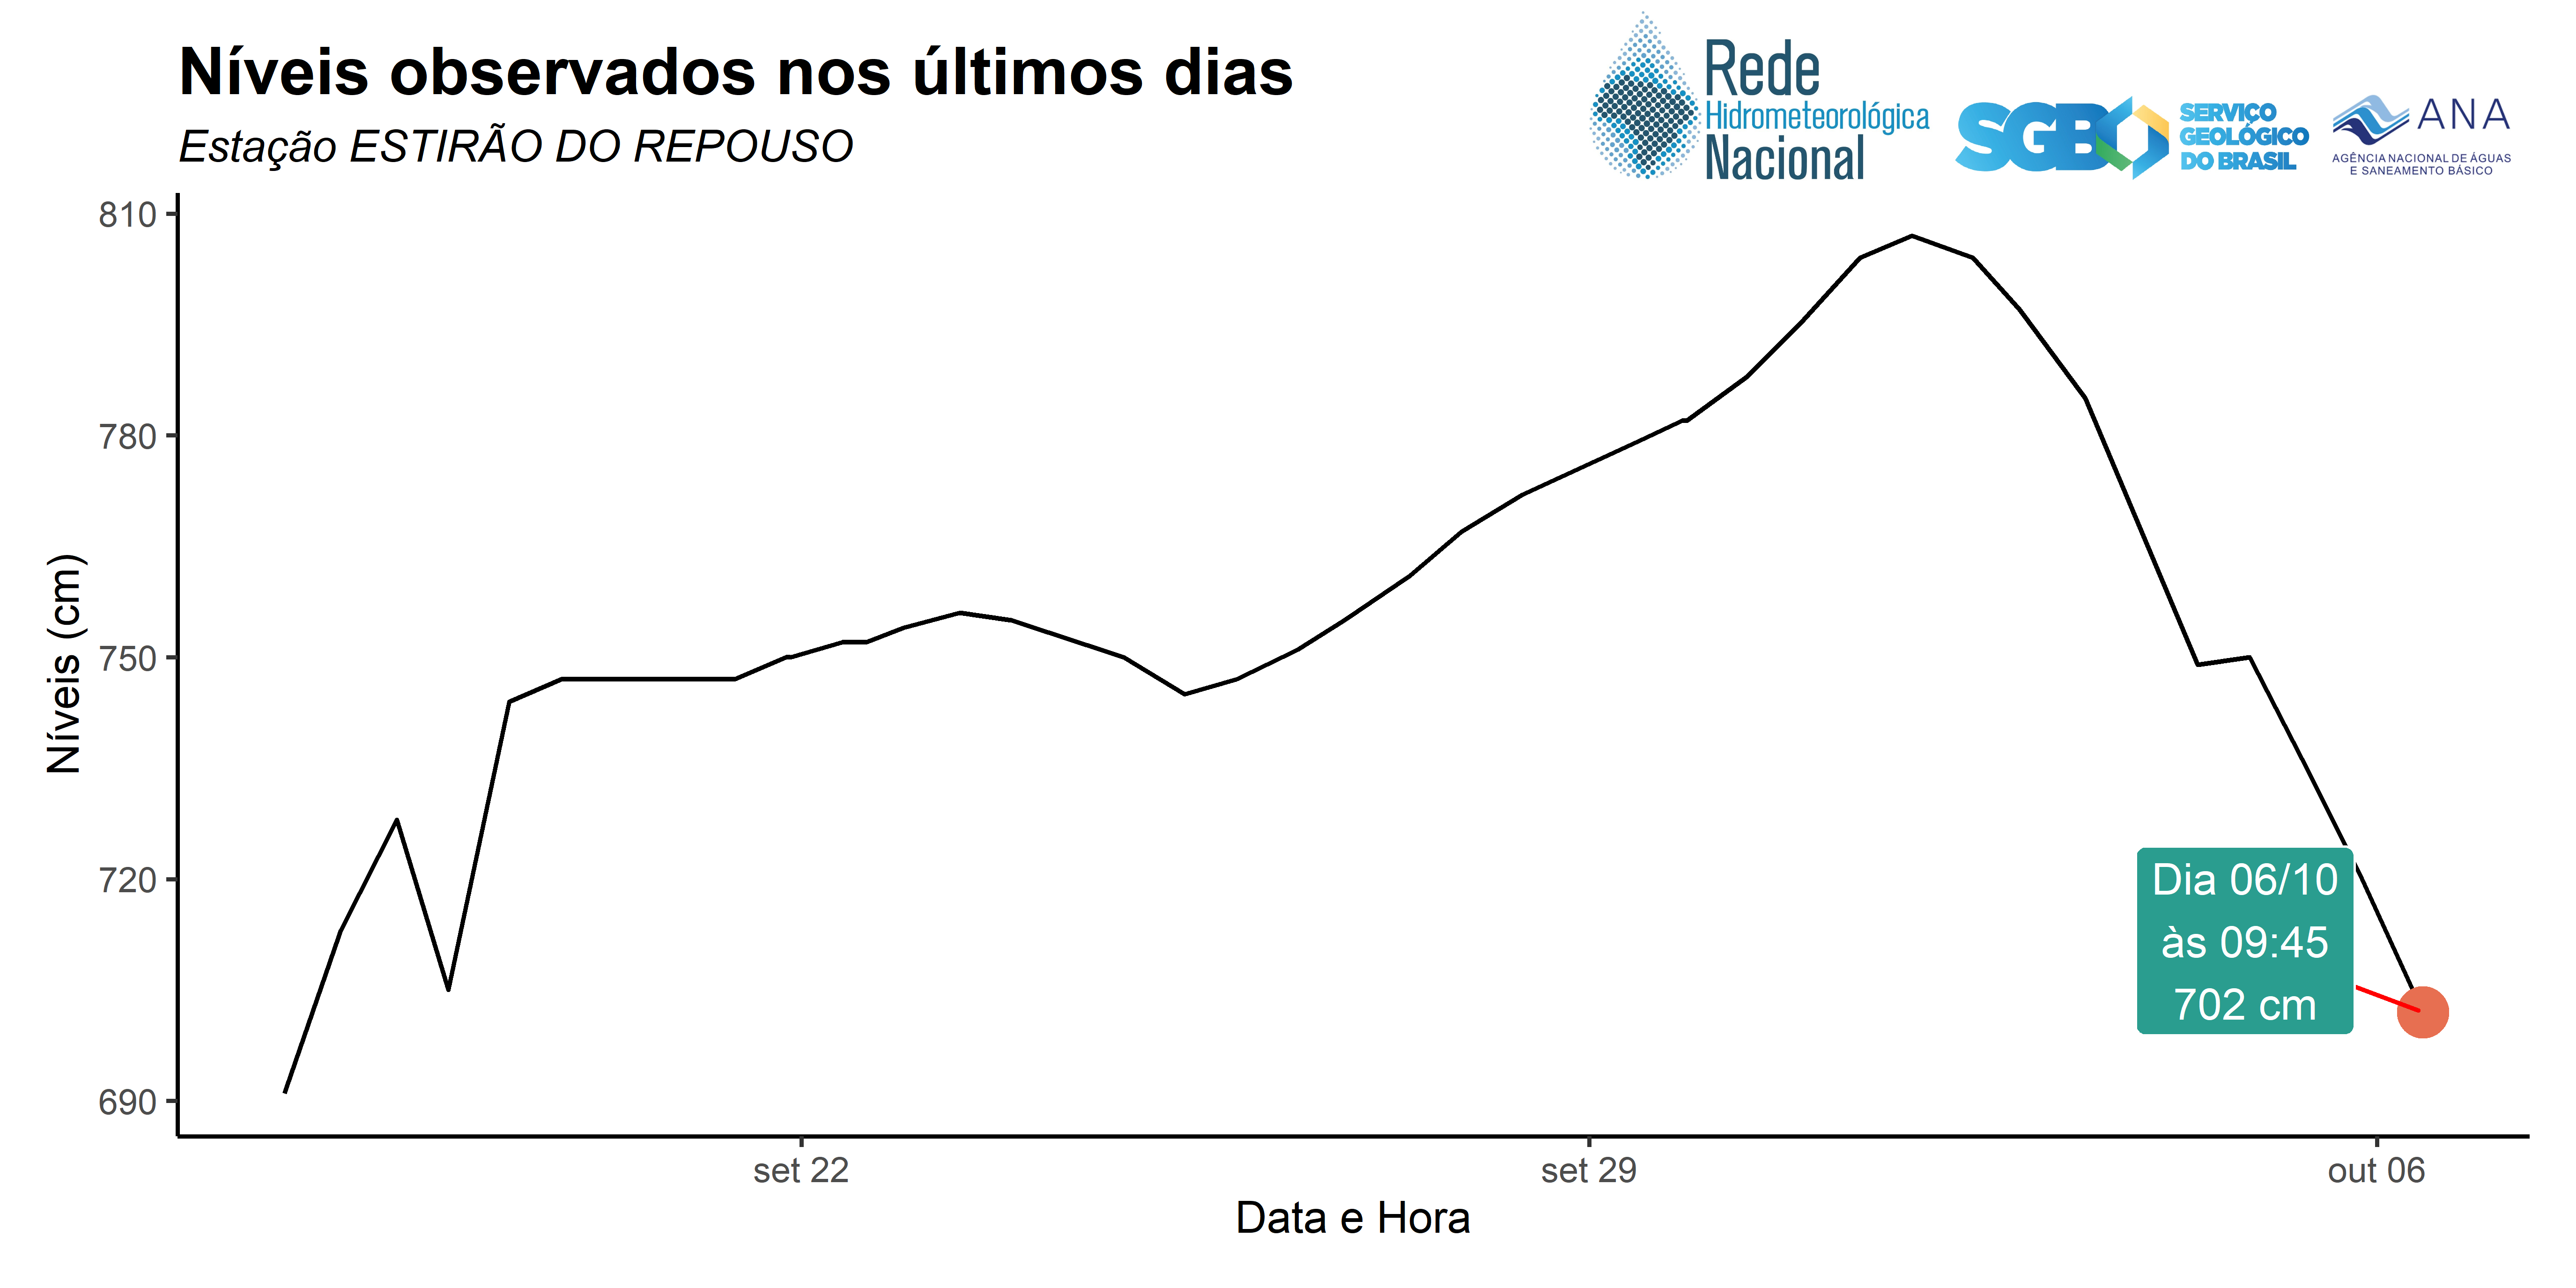 Níveis observados nos últimos dias
Estação ESTIRÃO DO REPOUSO
Rede
Hidrometeorológica
Nacional
SGB
SERVIÇO
GEOLÓGICO
DO BRASIL
ANA
AGÊNCIA NACIONAL DE ÁGUAS
E SANEAMENTO BÁSICO
Níveis (cm)
810
780
750
720
690
Dia 06/10
às 09:45
702 cm
set 22
set 29
out 06
Data e Hora